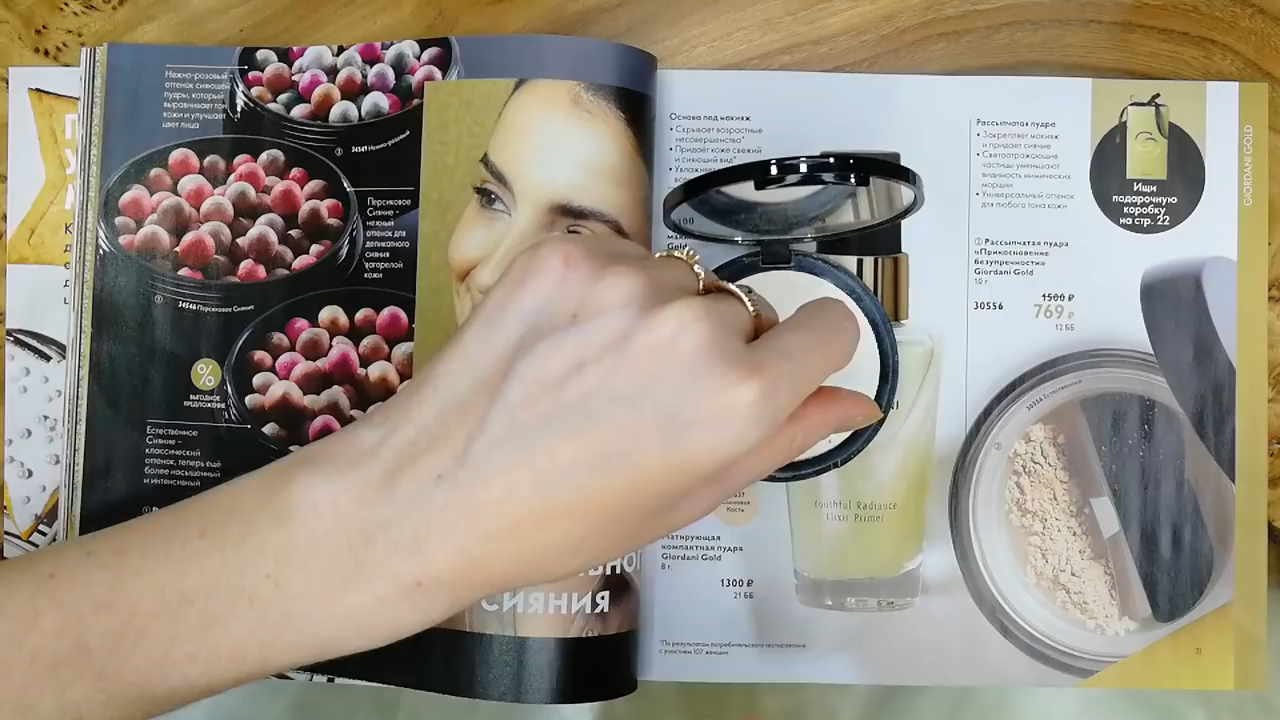 Нежно-розовый
оттенок сияющей
пудры, который
выравнивает тон
кожи и улучшает
цвет лица
34541 Нежно-розовый
Персиковое
Сияние -
нежный
оттенок для
деликатного
сияния
загорелой
кожи
34546 Персиковое Сияние
%
ВЫГОДНОЕ
ПРЕДЛОЖЕНИЕ
Естественное
Сияние –
классический
оттенок, теперь ещё
более насыщенный
и интенсивный
СИЯНИЯ
Основа под макияж
• Скрывает возрастные
несовершенства*
• Придаёт коже свежий
и сияющий вид*
Youthful Radiance
Elixir Primer
Кость
Матирующая
компактная пудра
Giordani Gold
8 г.
1300 ₽
21 ББ
*По результатам потребительского тестирования
с участием 107 женщин
Рассыпчатая пудра
• Закрепляет макияж
и придаёт сияние
• Светоотражающие
частицы уменьшают
видимость мимических
морщин
• Универсальный оттенок
для любого тона кожи
② Рассыпчатая пудра
«Прикосновение
безупречности»
Giordani Gold
10 г.
1500 ₽
30556
769 ₽
12 ББ
Ищи
подарочную
коробку
на стр. 22
GIORDANI GOLD
30556 Естественный
31